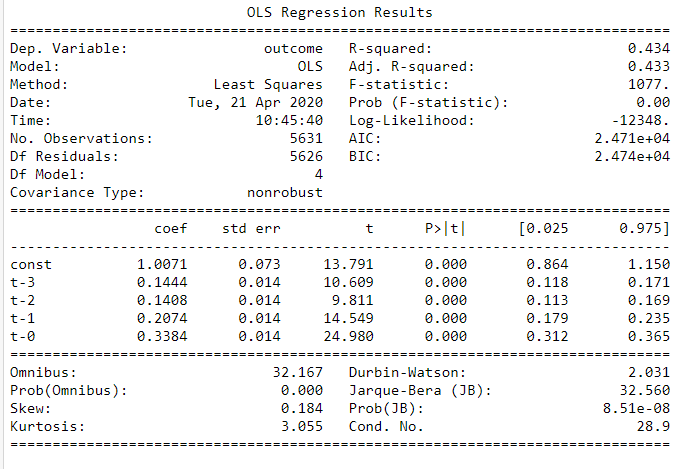 OLS Regression Results
==============================================================================
Dep. Variable: outcome R-squared: 0.434
Model: OLS Adj. R-squared: 0.433
Method: Least Squares F-statistic: 1077.
Date: Tue, 21 Apr 2020 Prob (F-statistic): 0.00
Time: 10:45:40 Log-Likelihood: -12348.
No. Observations: 5631 AIC: 2.471e+04
Df Residuals: 5626 BIC: 2.474e+04
Df Model: 4
Covariance Type: nonrobust
==============================================================================
coef std err t P>|t| [0.025 0.975]
------------------------------------------------------------------------------
const 1.0071 0.073 13.791 0.000 0.864 1.150
t-3 0.1444 0.014 10.609 0.000 0.118 0.171
t-2 0.1408 0.014 9.811 0.000 0.113 0.169
t-1 0.2074 0.014 14.549 0.000 0.179 0.235
t-0 0.3384 0.014 24.980 0.000 0.312 0.365
==============================================================================
Omnibus: 32.167 Durbin-Watson: 2.031
Prob(Omnibus): 0.000 Jarque-Bera (JB): 32.560
Skew: 0.184 Prob(JB): 8.51e-08
Kurtosis: 3.055 Cond. No. 28.9
==============================================================================